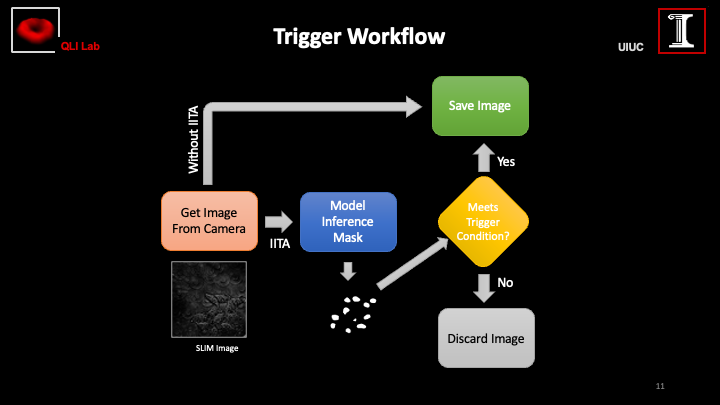 QLI Lab
Trigger Workflow
UIUC
Without IITA
Save Image
Yes
Get Image
From Camera
IITA
Model
Inference
Mask
Meets
Trigger
Condition?
No
SLIM Image
Discard Image
11